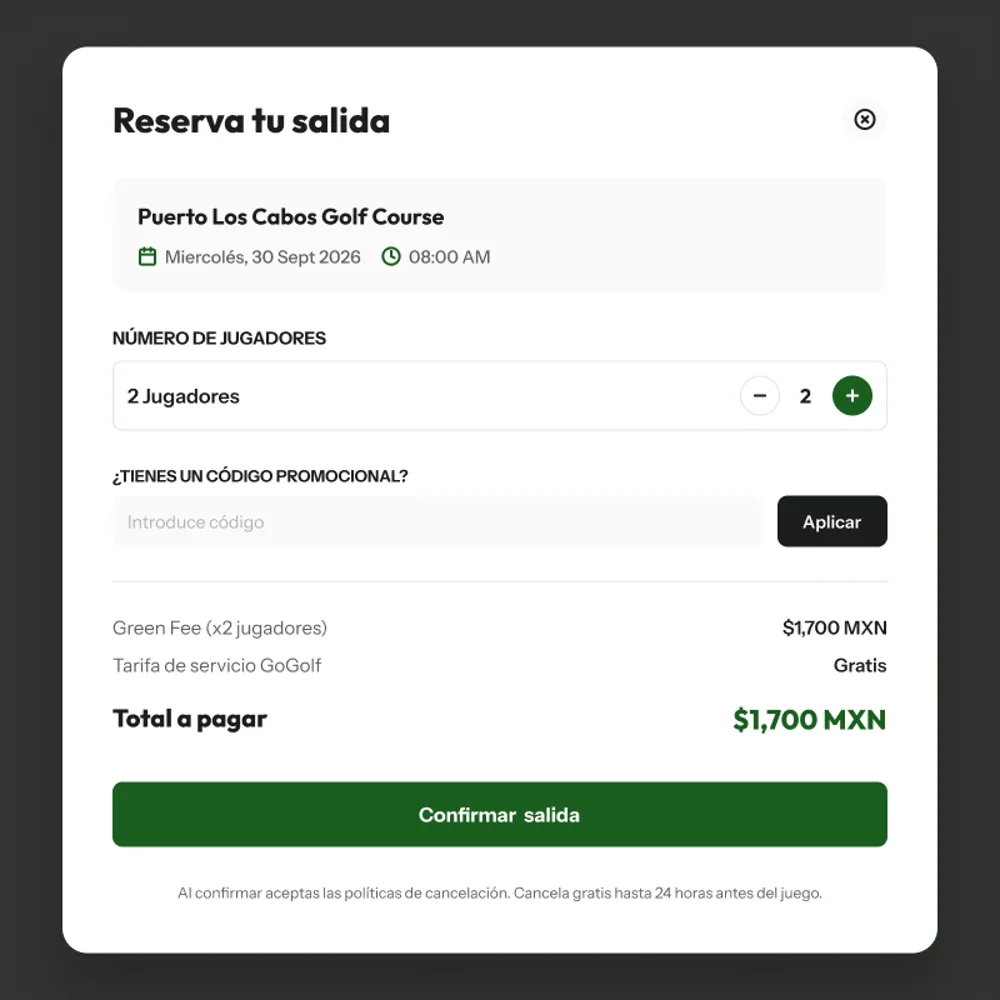 Reserva tu salida
Puerto Los Cabos Golf Course
Miercolés, 30 Sept 2026 08:00 AM
NÚMERO DE JUGADORES
2 Jugadores − 2 +
¿TIENES UN CÓDIGO PROMOCIONAL?
Introduce código Aplicar
Green Fee (x2 jugadores) $1,700 MXN
Tarifa de servicio GoGolf Gratis
Total a pagar $1,700 MXN
Confirmar salida
Al confirmar aceptas las políticas de cancelación. Cancela gratis hasta 24 horas antes del juego.